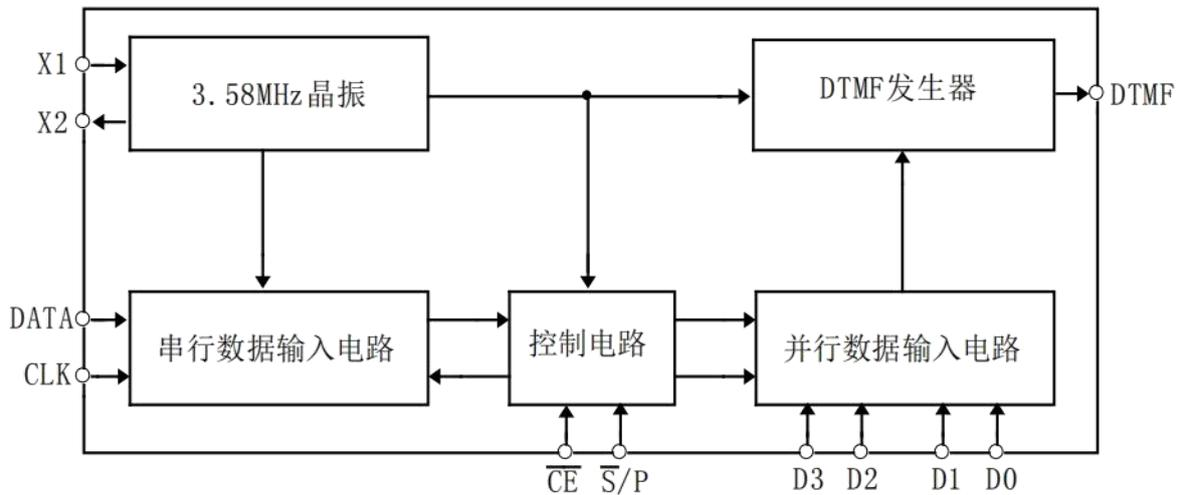 X1
3.58MHz晶振
DTMF发生器
DTMF
X2
DATA
串行数据输入电路
控制电路
并行数据输入电路
CLK
C̅E̅
S̅/P
D3
D2
D1
D0